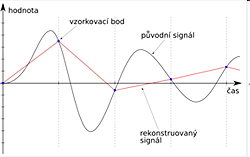 hodnota
vzorkovací bod
původní signál
čas
rekonstruovaný
signál